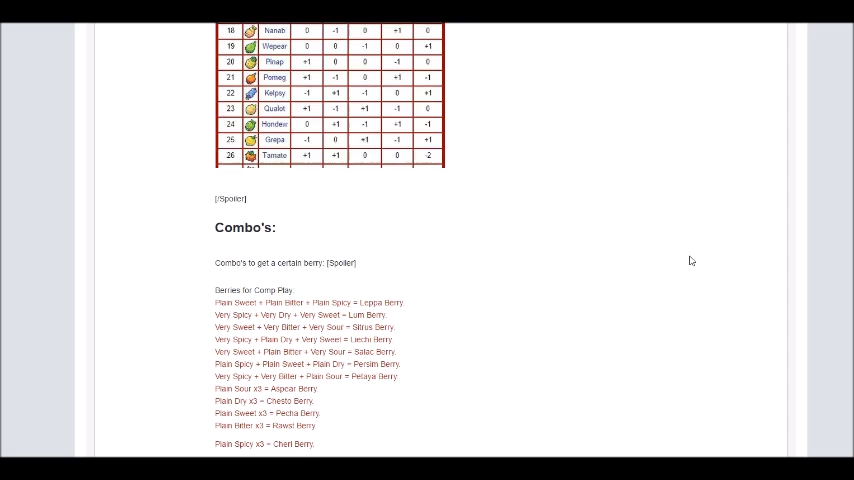 18 Nanab 0 -1 0 +1 0
19 Wepear 0 0 -1 0 +1
20 Pinap +1 0 0 -1 0
21 Pomeg +1 -1 0 +1 -1
22 Kelpsy -1 +1 -1 0 +1
23 Qualot +1 -1 +1 -1 0
24 Hondew 0 +1 -1 +1 -1
25 Grepa -1 0 +1 -1 +1
26 Tamato +1 +1 0 0 -2
[/Spoiler]
Combo's:
Combo's to get a certain berry: [Spoiler]
Berries for Comp Play:
Plain Sweet + Plain Bitter + Plain Spicy = Leppa Berry.
Very Spicy + Very Dry + Very Sweet = Lum Berry.
Very Sweet + Very Bitter + Very Sour = Sitrus Berry.
Very Spicy + Plain Dry + Very Sweet = Liechi Berry
Very Sweet + Plain Bitter + Very Sour = Salac Berry.
Plain Spicy + Plain Sweet + Plain Dry = Persim Berry.
Very Spicy + Very Bitter + Plain Sour = Petaya Berry.
Plain Sour x3 = Aspear Berry.
Plain Dry x3 = Chesto Berry.
Plain Sweet x3 = Pecha Berry.
Plain Bitter x3 = Rawst Berry.
Plain Spicy x3 = Cheri Berry.